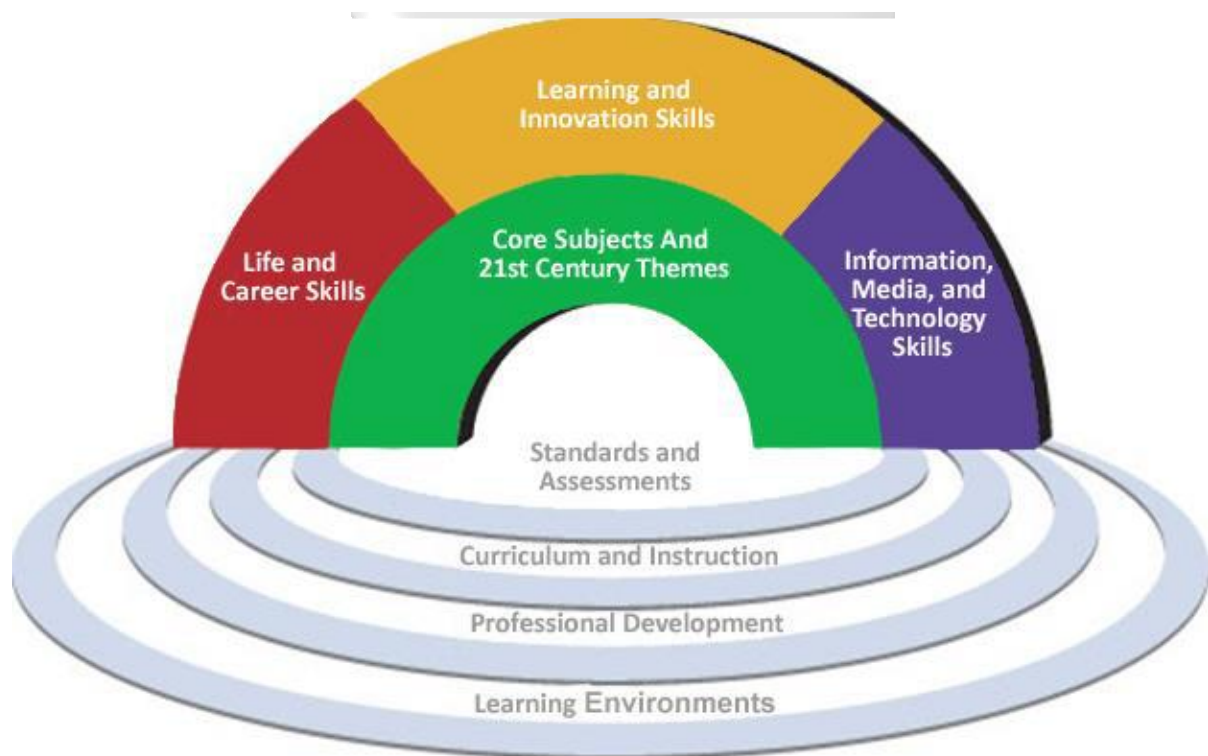 Learning and
Innovation Skills
Life and
Career Skills
Core Subjects And
21st Century Themes
Information,
Media, and
Technology
Skills
Standards and
Assessments
Curriculum and Instruction
Professional Development
Learning Environments